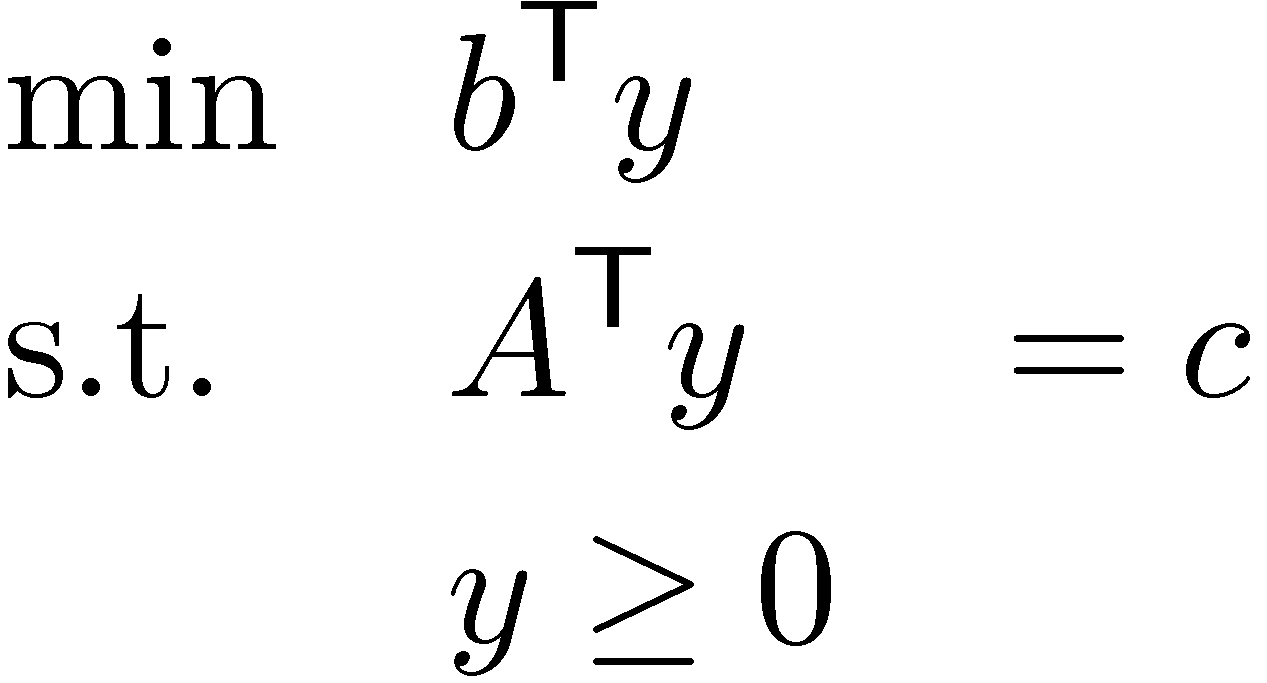 min b⊤y
s.t. A⊤y = c
y ≥ 0